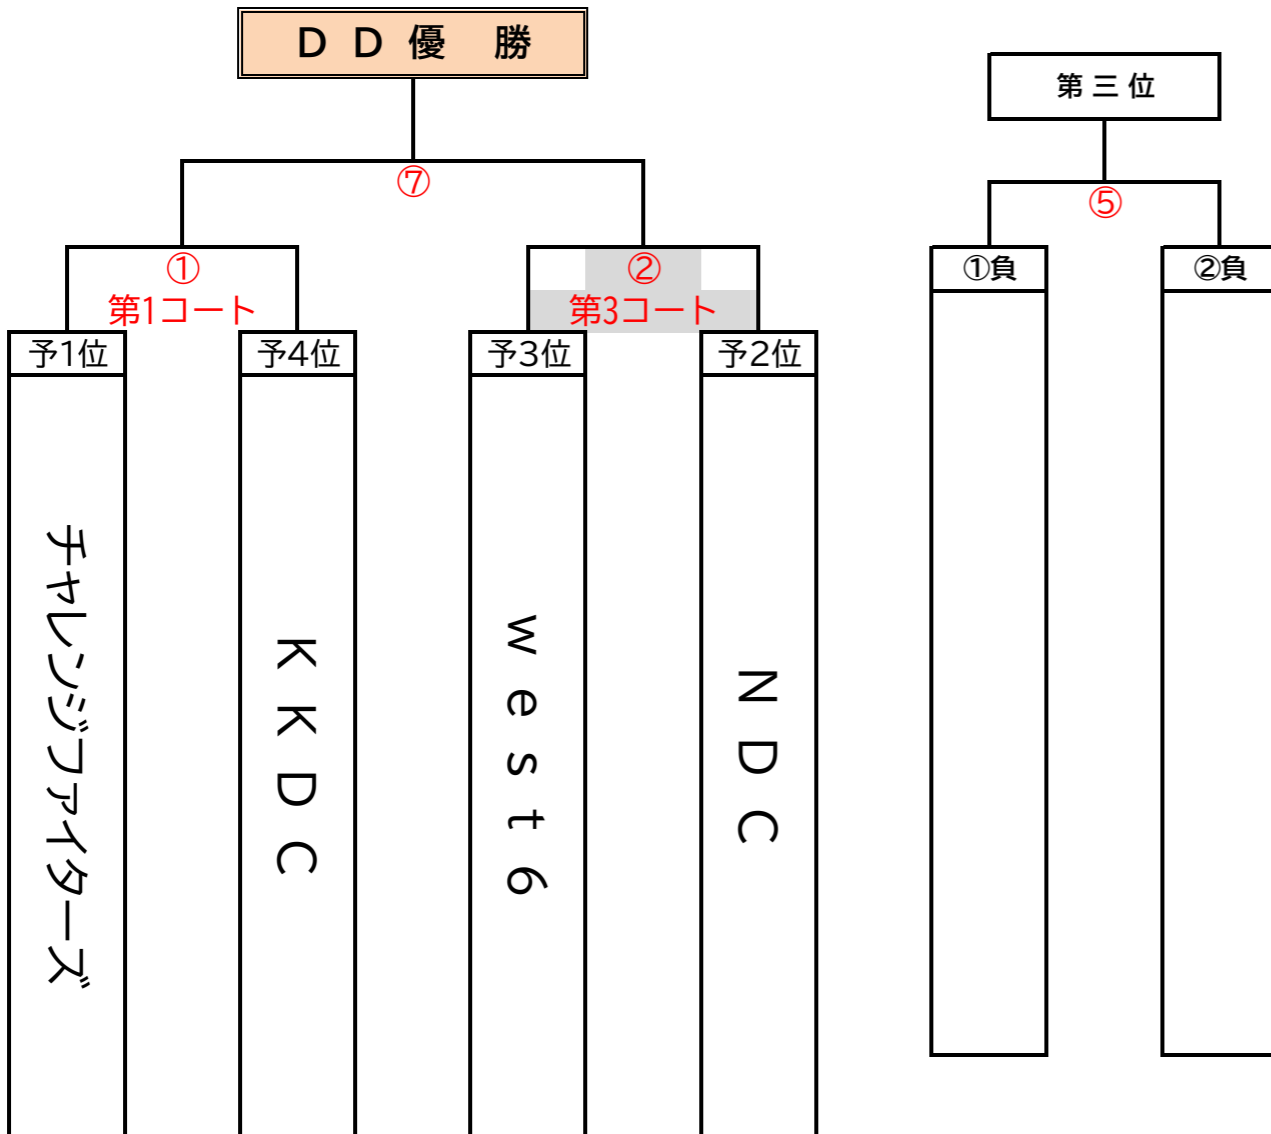 DD優 勝
第三位
⑦
⑤
①
第1コート
②
第3コート
①負
②負
予1位
予4位
予3位
予2位
チャレンジファイターズ
KKDC
west6
NDC